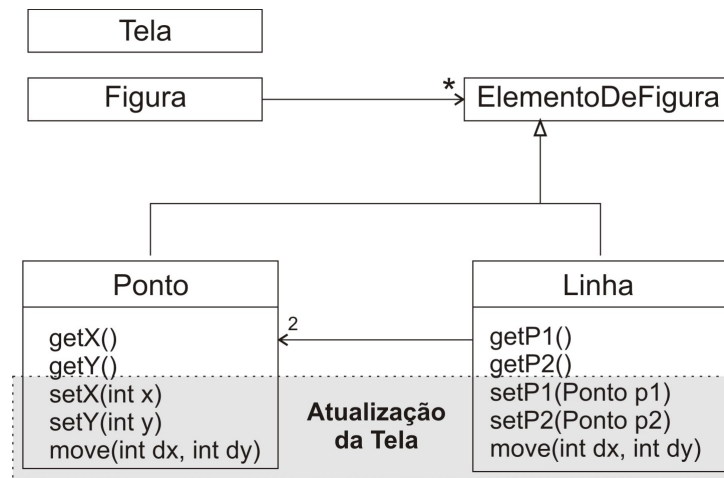 Tela
Figura
*
ElementoDeFigura
Ponto
getX()
getY()
setX(int x)
setY(int y)
move(int dx, int dy)
2
Atualização
da Tela
Linha
getP1()
getP2()
setP1(Ponto p1)
setP2(Ponto p2)
move(int dx, int dy)